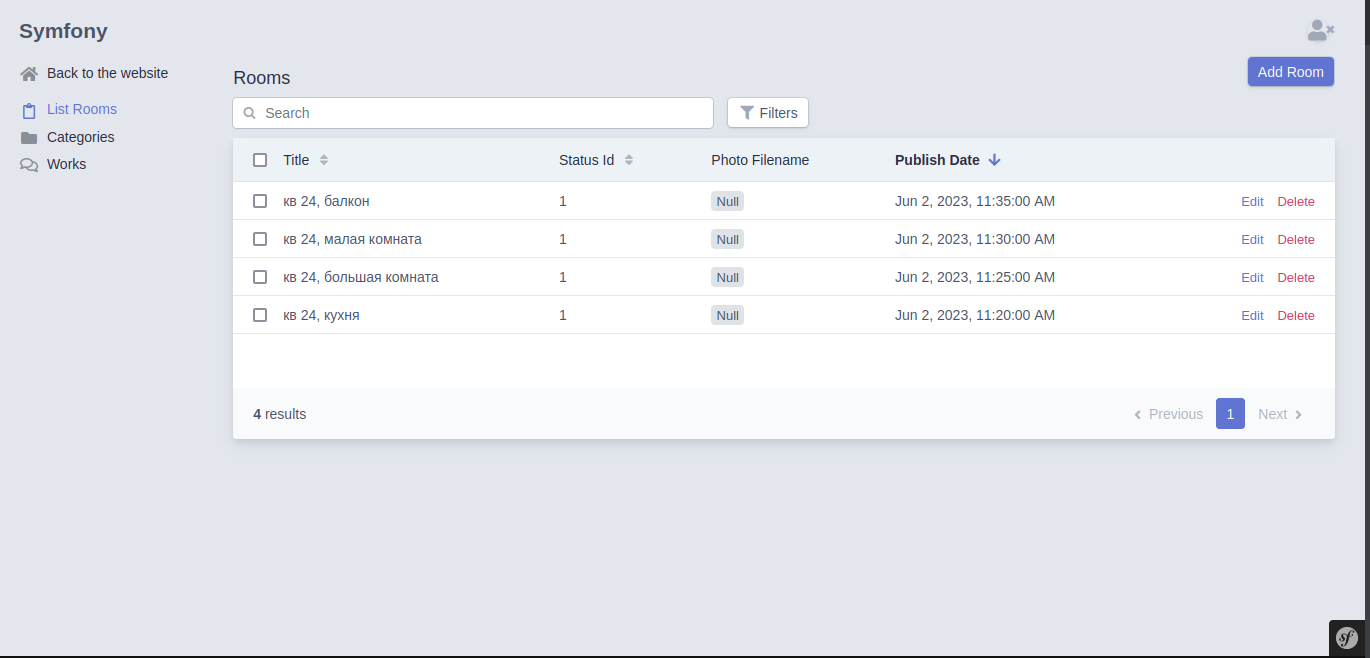 Symfony
Back to the website
List Rooms
Categories
Works
Rooms
Add Room
Search
Filters
Title Status Id Photo Filename Publish Date
кв 24, балкон 1 Null Jun 2, 2023, 11:35:00 AM Edit Delete
кв 24, малая комната 1 Null Jun 2, 2023, 11:30:00 AM Edit Delete
кв 24, большая комната 1 Null Jun 2, 2023, 11:25:00 AM Edit Delete
кв 24, кухня 1 Null Jun 2, 2023, 11:20:00 AM Edit Delete
4 results Previous 1 Next
sf